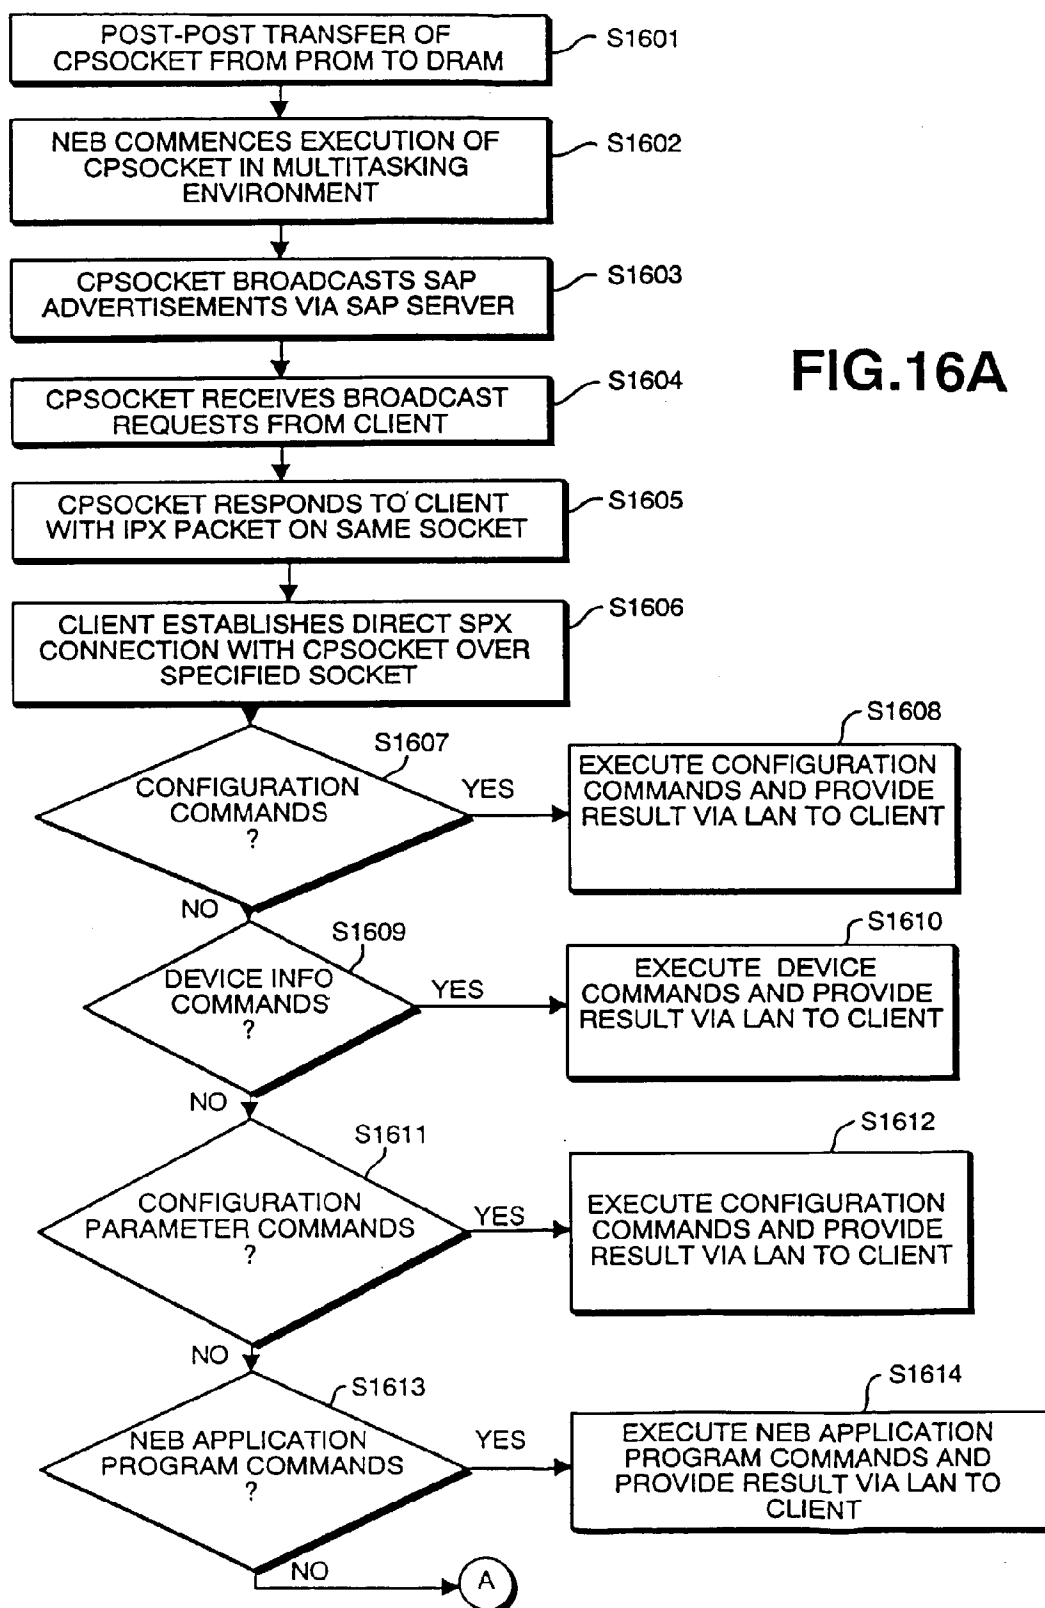 POST-POST TRANSFER OF
CPSOCKET FROM PROM TO DRAM
S1601
NEB COMMENCES EXECUTION OF
CPSOCKET IN MULTITASKING
ENVIRONMENT
S1602
CPSOCKET BROADCASTS SAP
ADVERTISEMENTS VIA SAP SERVER
S1603
FIG.16A
CPSOCKET RECEIVES BROADCAST
REQUESTS FROM CLIENT
S1604
CPSOCKET RESPONDS TO CLIENT
WITH IPX PACKET ON SAME SOCKET
S1605
CLIENT ESTABLISHES DIRECT SPX
CONNECTION WITH CPSOCKET OVER
SPECIFIED SOCKET
S1606
S1607
CONFIGURATION
COMMANDS
?
YES
S1608
EXECUTE CONFIGURATION
COMMANDS AND PROVIDE
RESULT VIA LAN TO CLIENT
NO
S1609
DEVICE INFO
COMMANDS
?
YES
S1610
EXECUTE DEVICE
COMMANDS AND PROVIDE
RESULT VIA LAN TO CLIENT
NO
S1611
CONFIGURATION
PARAMETER COMMANDS
?
YES
S1612
EXECUTE CONFIGURATION
COMMANDS AND PROVIDE
RESULT VIA LAN TO CLIENT
NO
S1613
NEB APPLICATION
PROGRAM COMMANDS
?
YES
S1614
EXECUTE NEB APPLICATION
PROGRAM COMMANDS AND
PROVIDE RESULT VIA LAN TO
CLIENT
NO
A